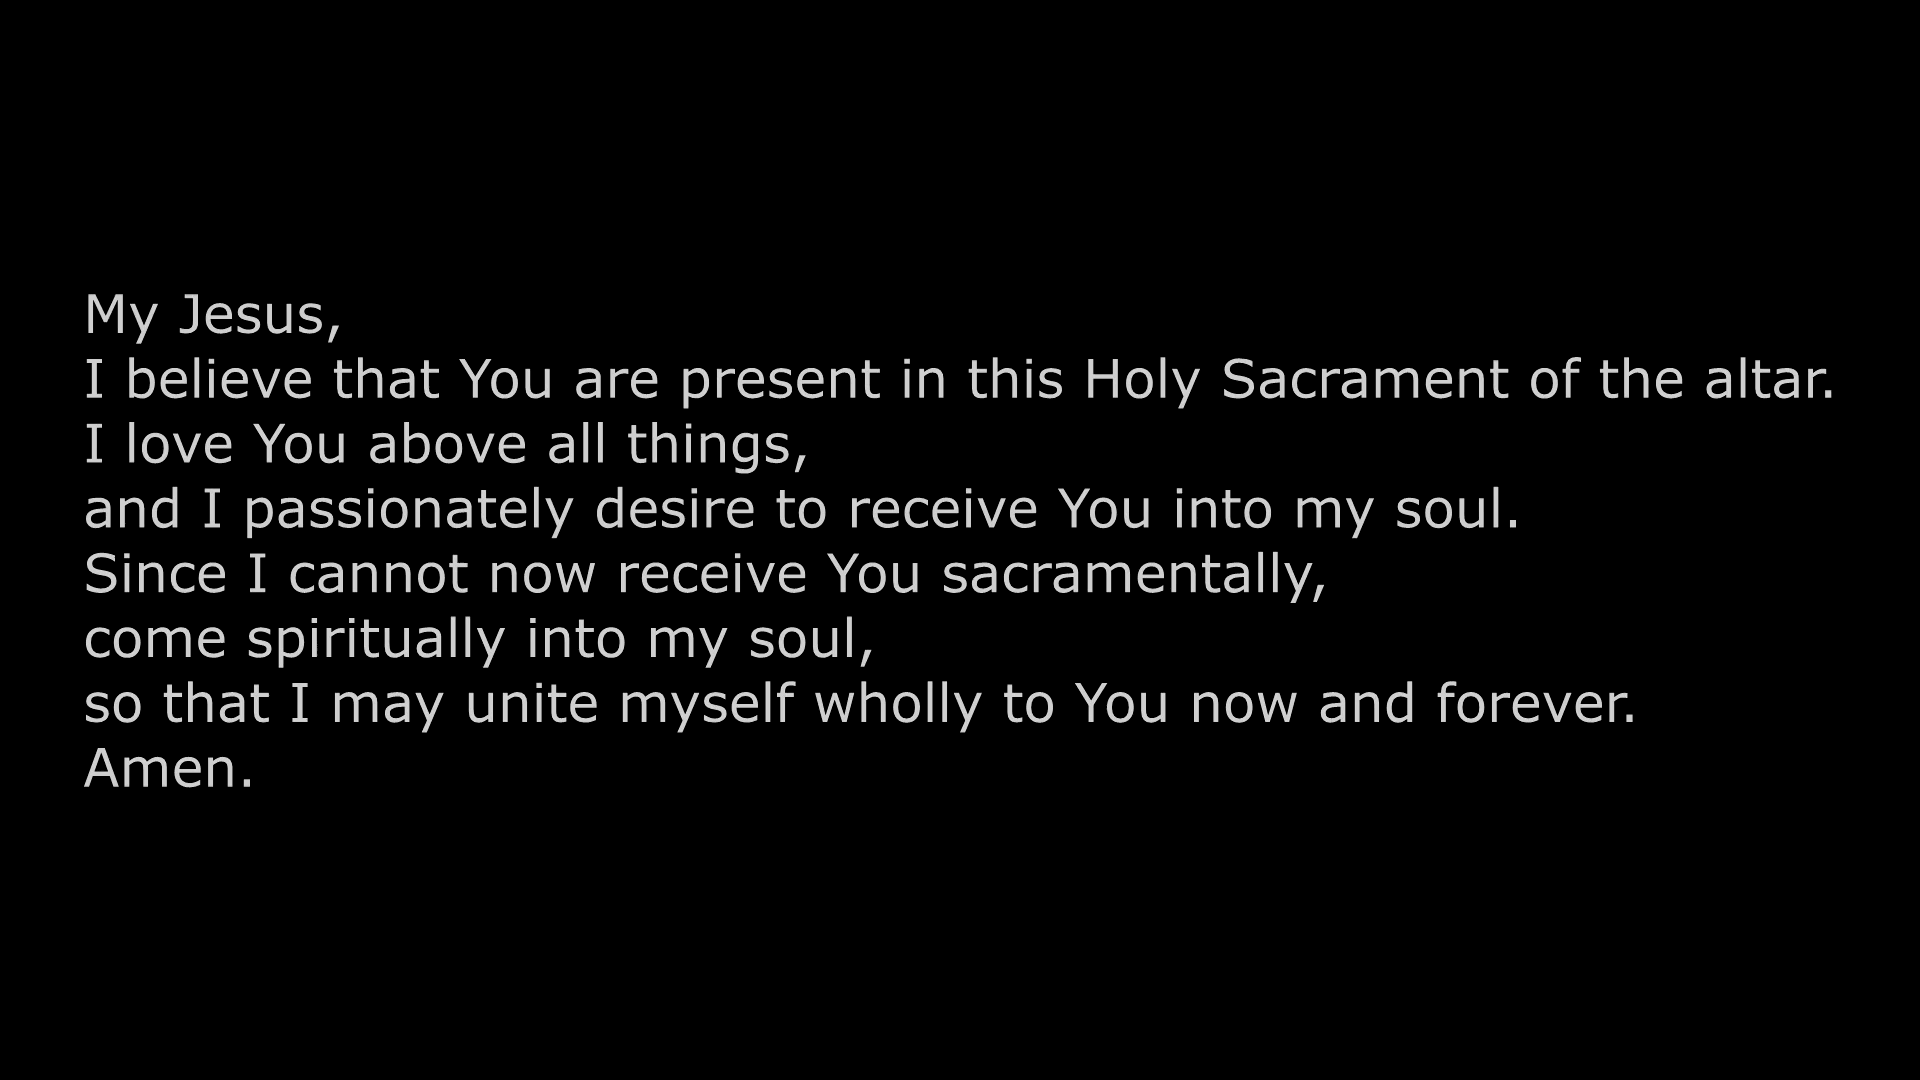 My Jesus,
I believe that You are present in this Holy Sacrament of the altar.
I love You above all things,
and I passionately desire to receive You into my soul.
Since I cannot now receive You sacramentally,
come spiritually into my soul,
so that I may unite myself wholly to You now and forever.
Amen.